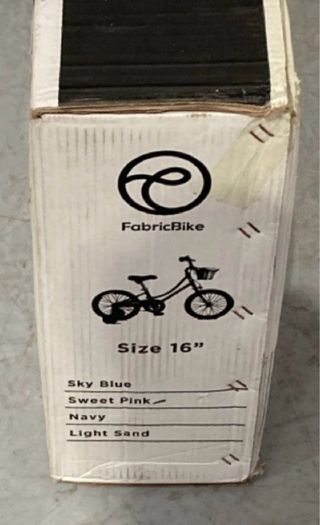 FabricBike
Size 16”
Sky Blue
Sweet Pink
Navy
Light Sand